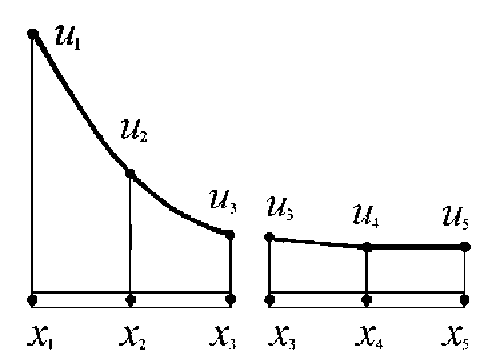 u₁
u₂
u₃ u₃ u₄ u₅
x₁ x₂ x₃ x₃ x₄ x₅